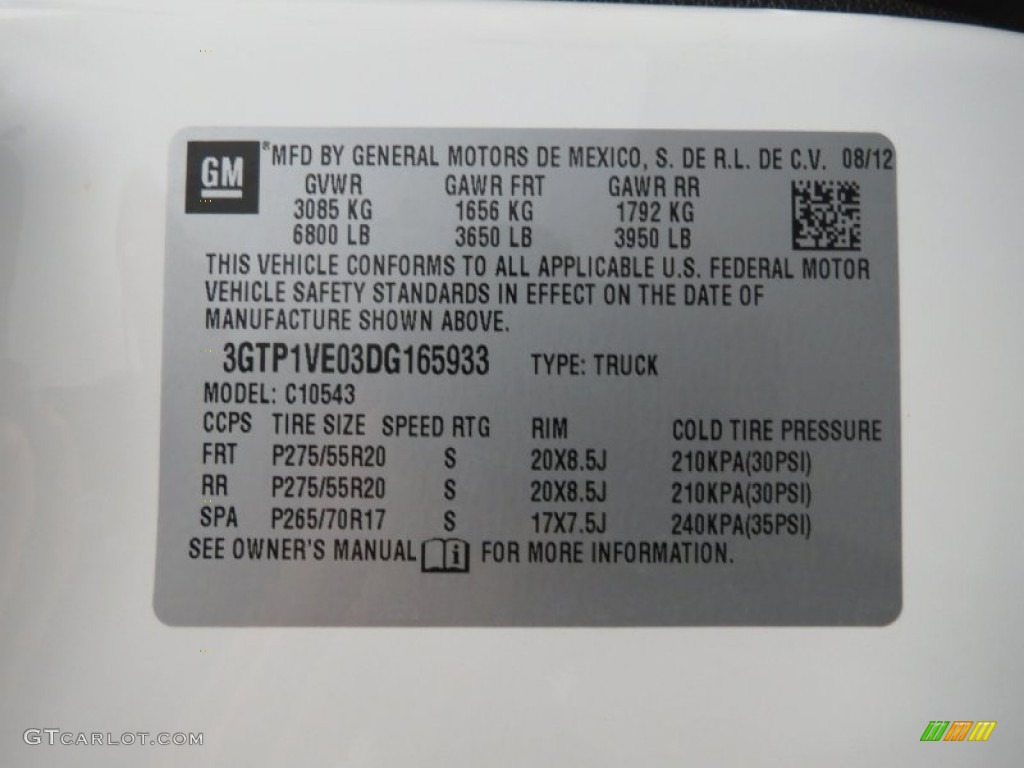 GM ® MFD BY GENERAL MOTORS DE MEXICO, S. DE R.L. DE C.V. 08/12
GVWR GAWR FRT GAWR RR
3085 KG 1656 KG 1792 KG
6800 LB 3650 LB 3950 LB
THIS VEHICLE CONFORMS TO ALL APPLICABLE U.S. FEDERAL MOTOR
VEHICLE SAFETY STANDARDS IN EFFECT ON THE DATE OF
MANUFACTURE SHOWN ABOVE.
3GTP1VE03DG165933 TYPE: TRUCK
MODEL: C10543
CCPS TIRE SIZE SPEED RTG RIM COLD TIRE PRESSURE
FRT P275/55R20 S 20X8.5J 210KPA(30PSI)
RR P275/55R20 S 20X8.5J 210KPA(30PSI)
SPA P265/70R17 S 17X7.5J 240KPA(35PSI)
SEE OWNER'S MANUAL i FOR MORE INFORMATION.
GTcarlot.com